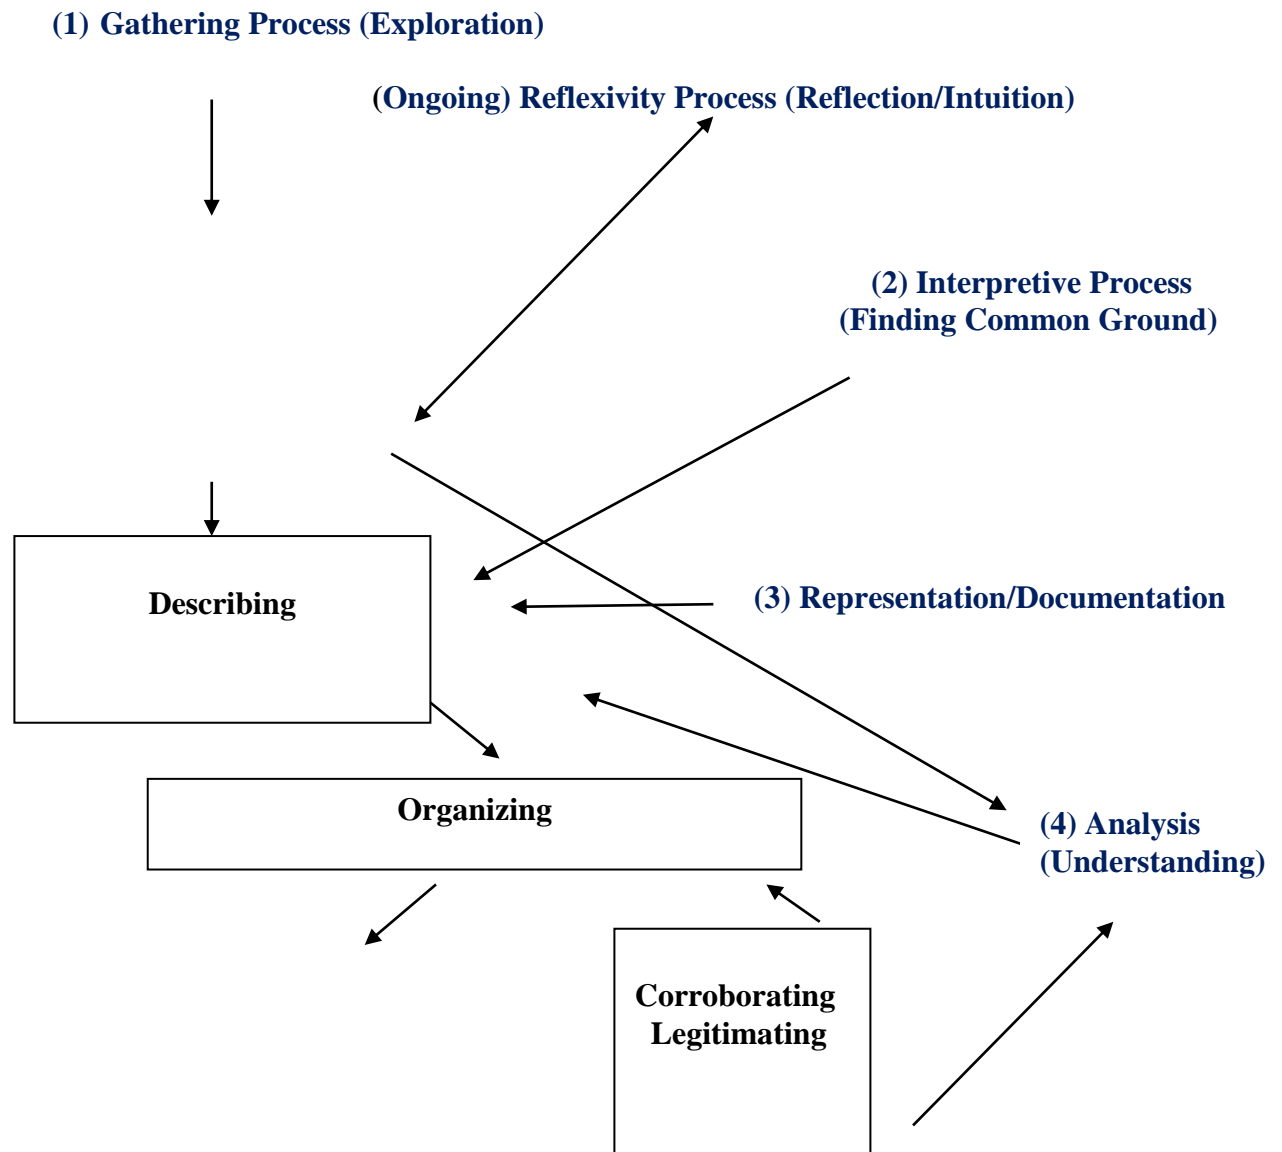 (1) Gathering Process (Exploration)
(Ongoing) Reflexivity Process (Reflection/Intuition)
(2) Interpretive Process
(Finding Common Ground)
Describing
(3) Representation/Documentation
Organizing
(4) Analysis
(Understanding)
Corroborating
Legitimating